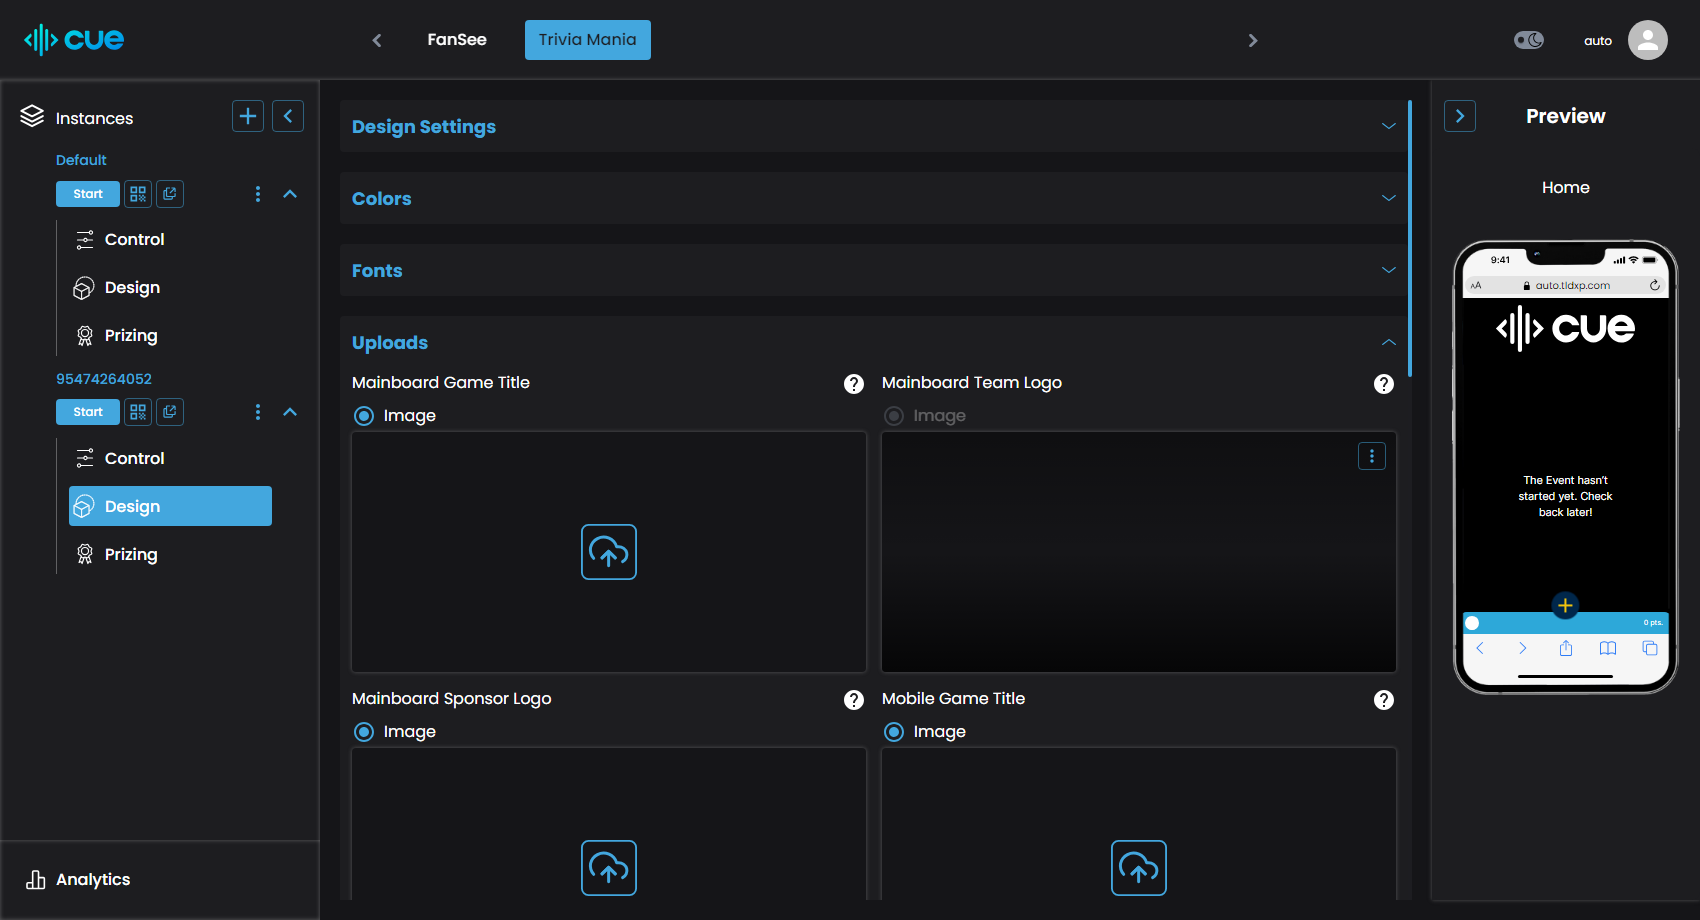 cue
FanSee
Trivia Mania
auto
Instances
Default
Start
Control
Design
Prizing
95474264052
Start
Control
Design
Prizing
Analytics
Design Settings
Colors
Fonts
Uploads
Mainboard Game Title
?
Image
Mainboard Team Logo
?
Image
Mainboard Sponsor Logo
?
Image
Mobile Game Title
?
Image
Preview
Home
9:41
AA auto.tldxp.com
cue
The Event hasn't
started yet. Check
back later!
0 pts.